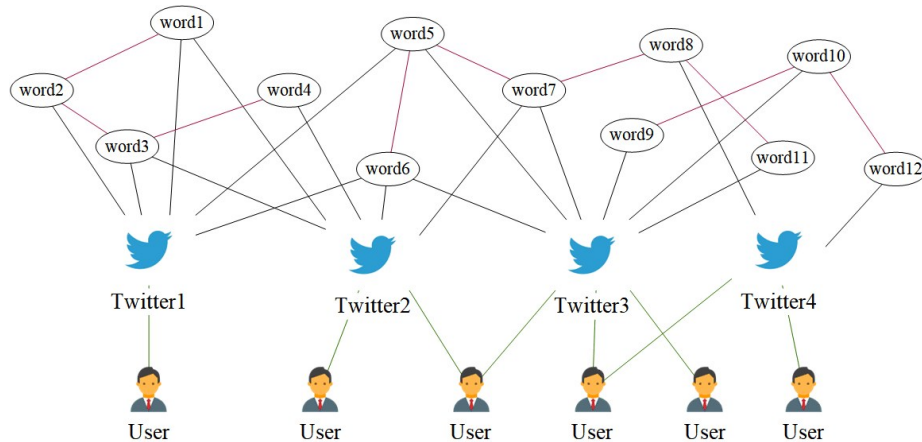 word1
word5
word8
word10
word2
word4
word7
word3
word9
word6
word11
word12
Twitter1
Twitter2
Twitter3
Twitter4
User
User
User
User
User
User